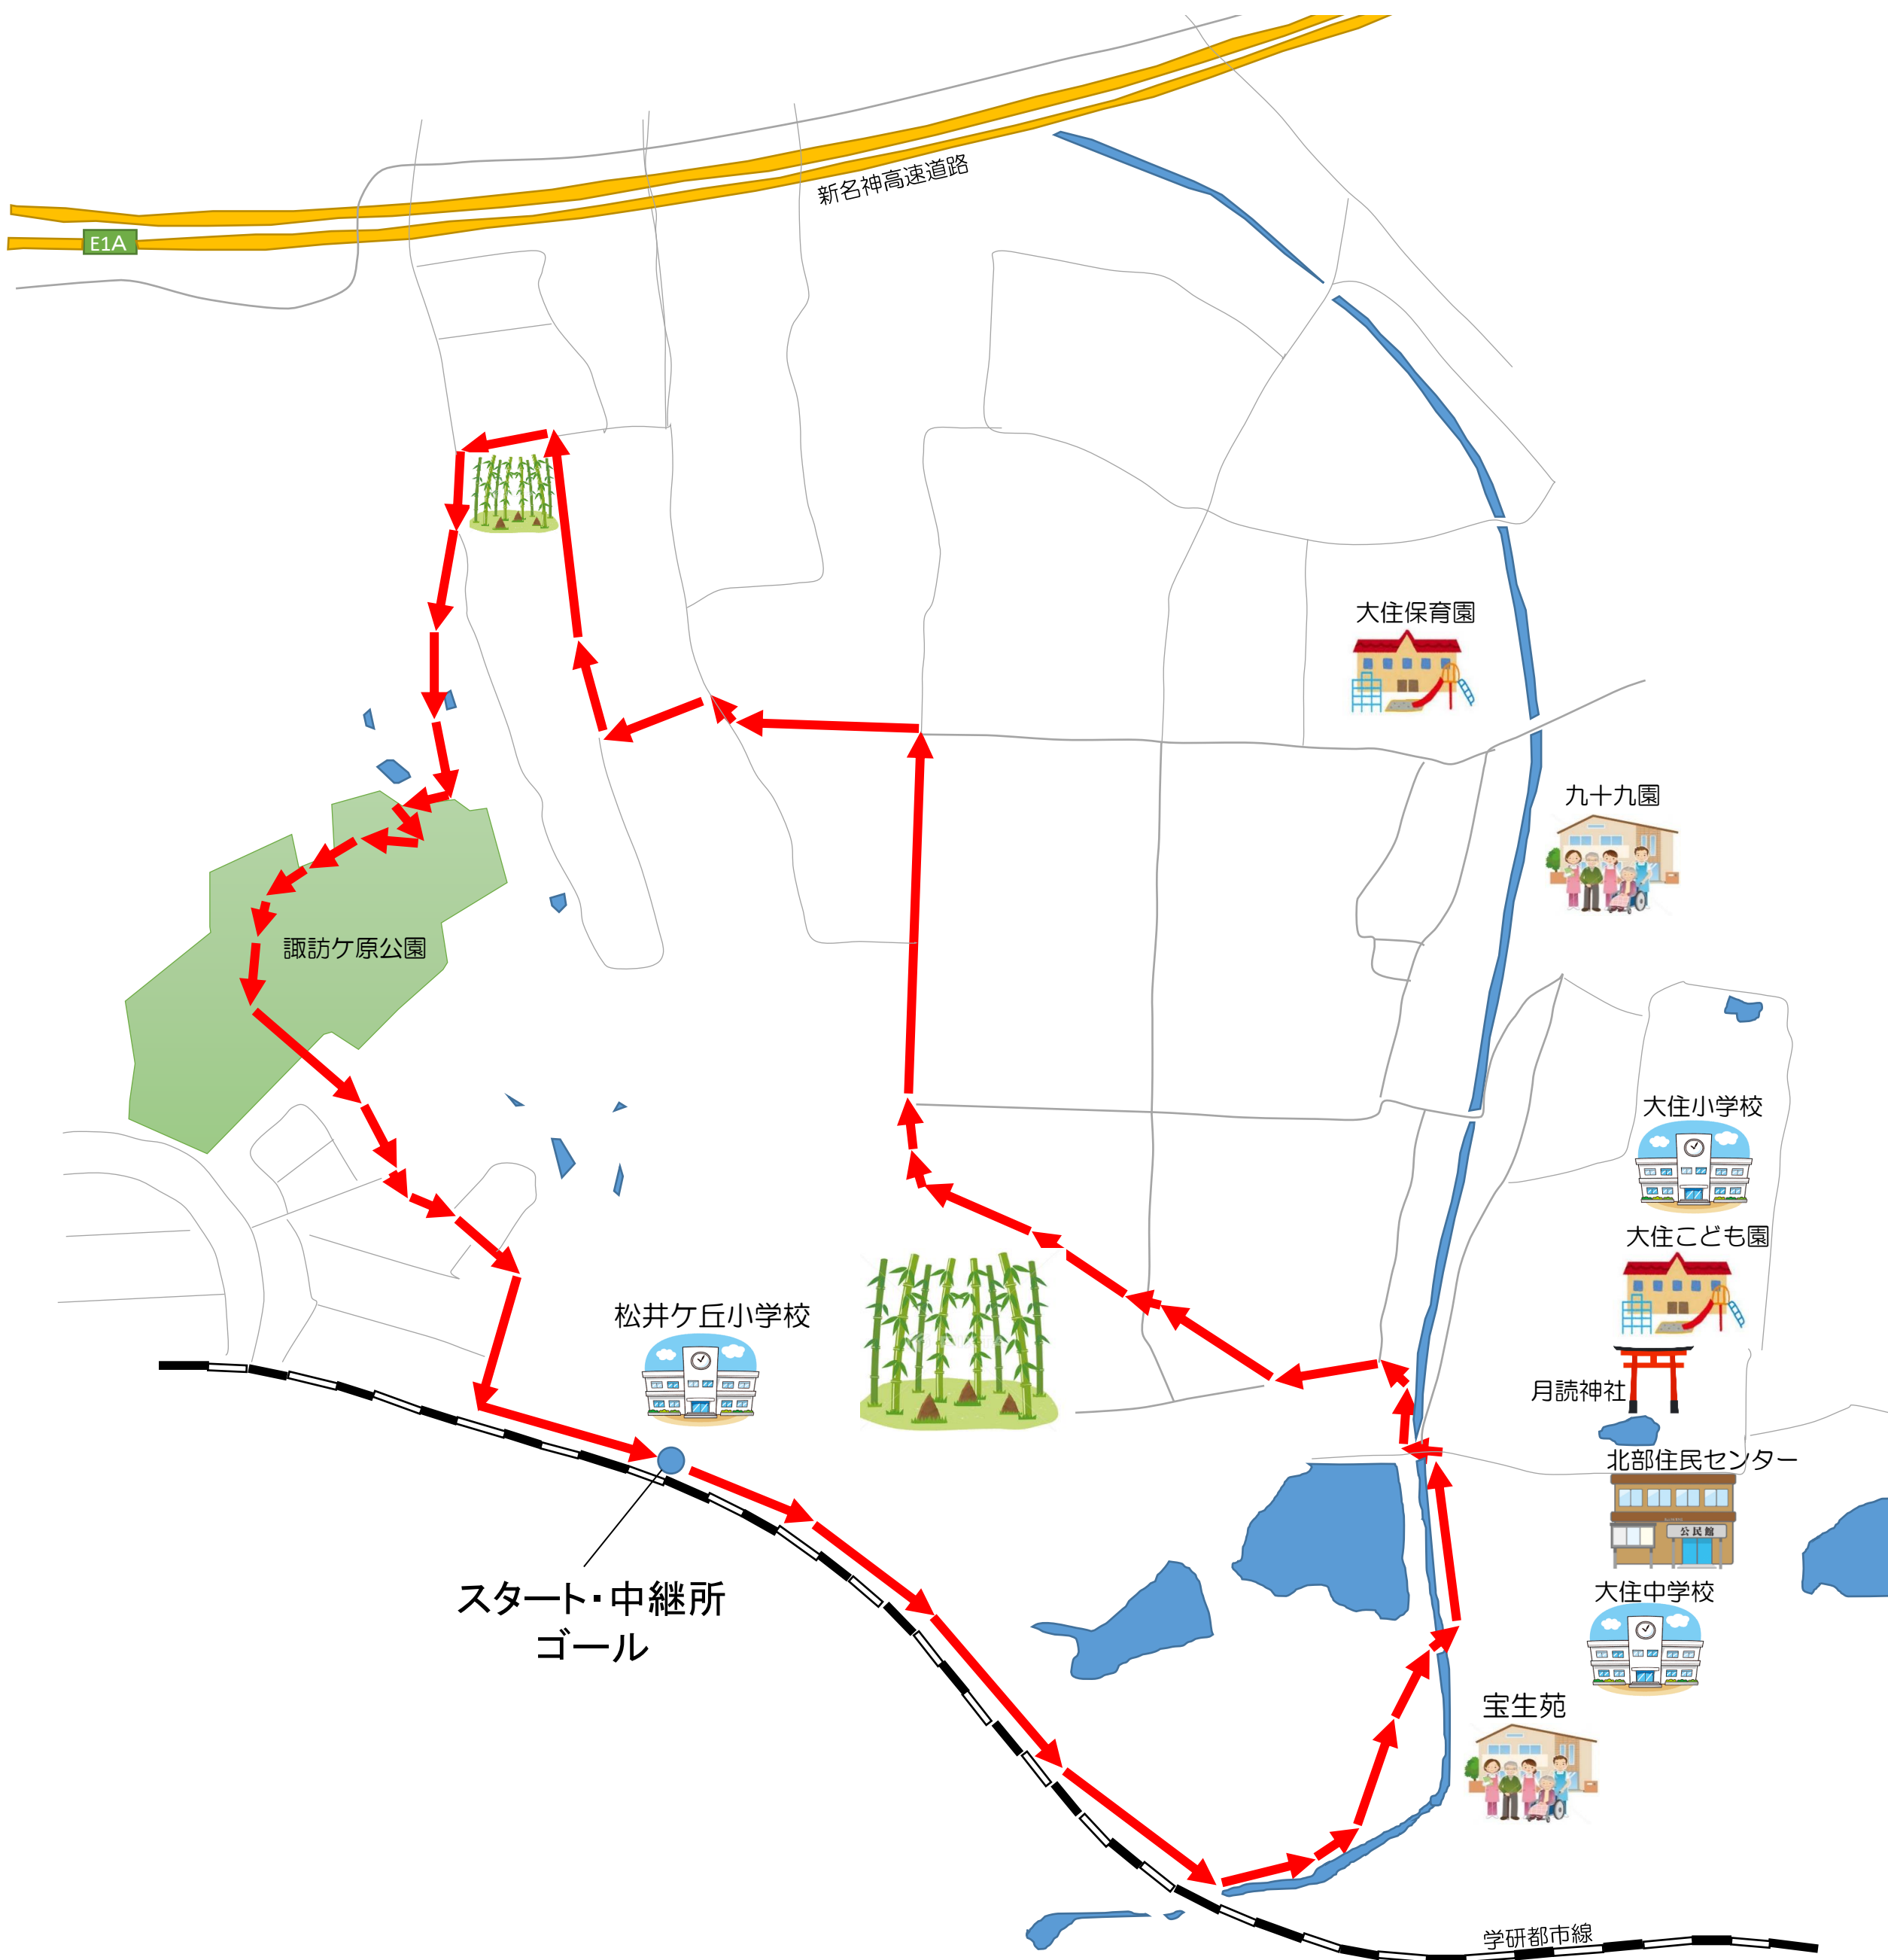 新名神高速道路
E1A
大住保育園
九十九園
諏訪ケ原公園
大住小学校
大住こども園
松井ケ丘小学校
月読神社
北部住民センター
公民館
スタート・中継所
ゴール
大住中学校
宝生苑
学研都市線